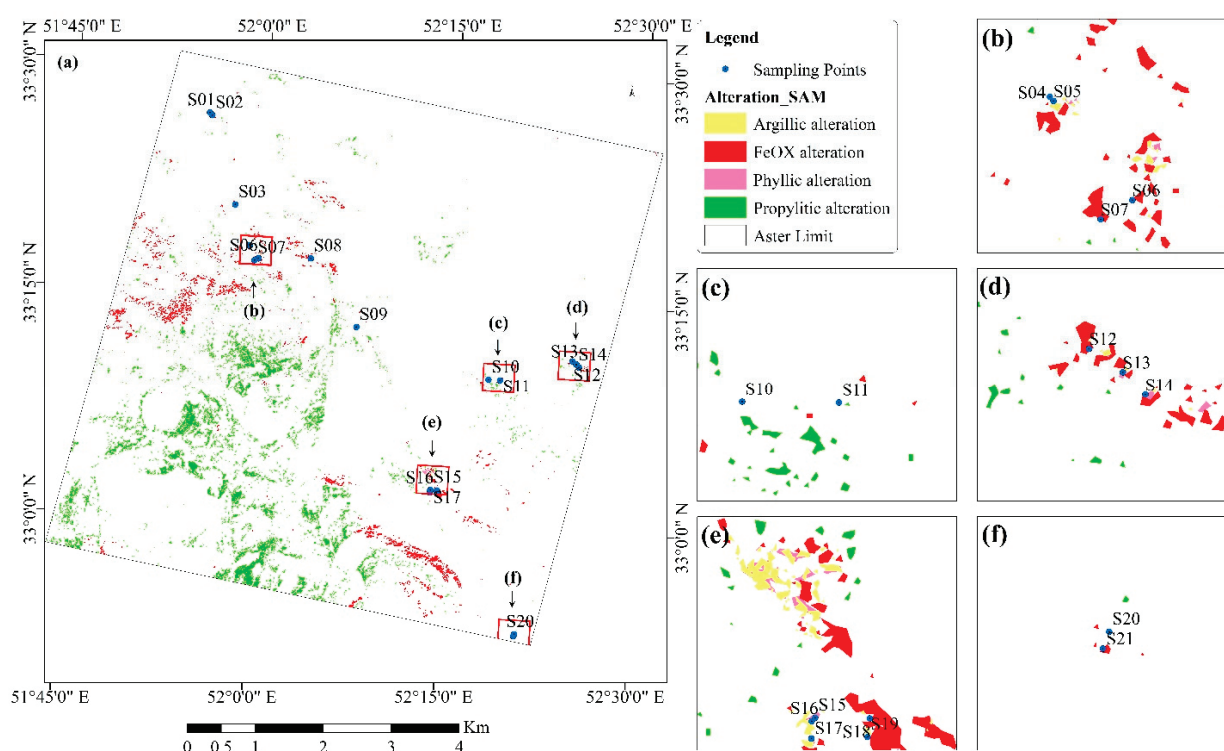 51°45'0" E
52°0'0" E
52°15'0" E
52°30'0" E
33°30'0" N
33°15'0" N
33°0'0" N
(a)
S01
S02
S03
S06
S07
S08
(b)
S09
(c)
(d)
S10
S11
S13
S14
S12
(e)
S16
S15
S17
(f)
S20
33°30'0" N
33°15'0" N
33°0'0" N
51°45'0" E
52°0'0" E
52°15'0" E
52°30'0" E
Km
0 0.5 1 2 3 4
Legend
Sampling Points
Alteration_SAM
Argillic alteration
FeOX alteration
Phyllic alteration
Propylitic alteration
Aster Limit
(b)
S04
S05
S06
S07
(c)
S10
S11
(d)
S12
S13
S14
(e)
S16
S15
S17
S18
S19
(f)
S20
S21